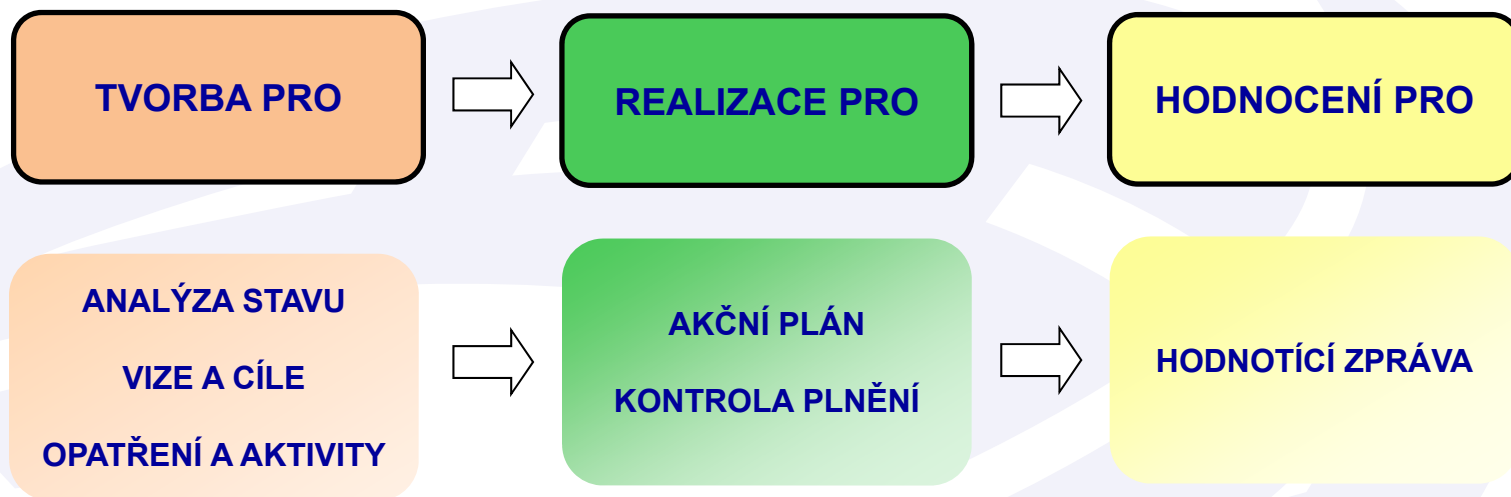 TVORBA PRO
REALIZACE PRO
HODNOCENÍ PRO
ANALÝZA STAVU
VIZE A CÍLE
OPATŘENÍ A AKTIVITY
AKČNÍ PLÁN
KONTROLA PLNĚNÍ
HODNOTÍCÍ ZPRÁVA